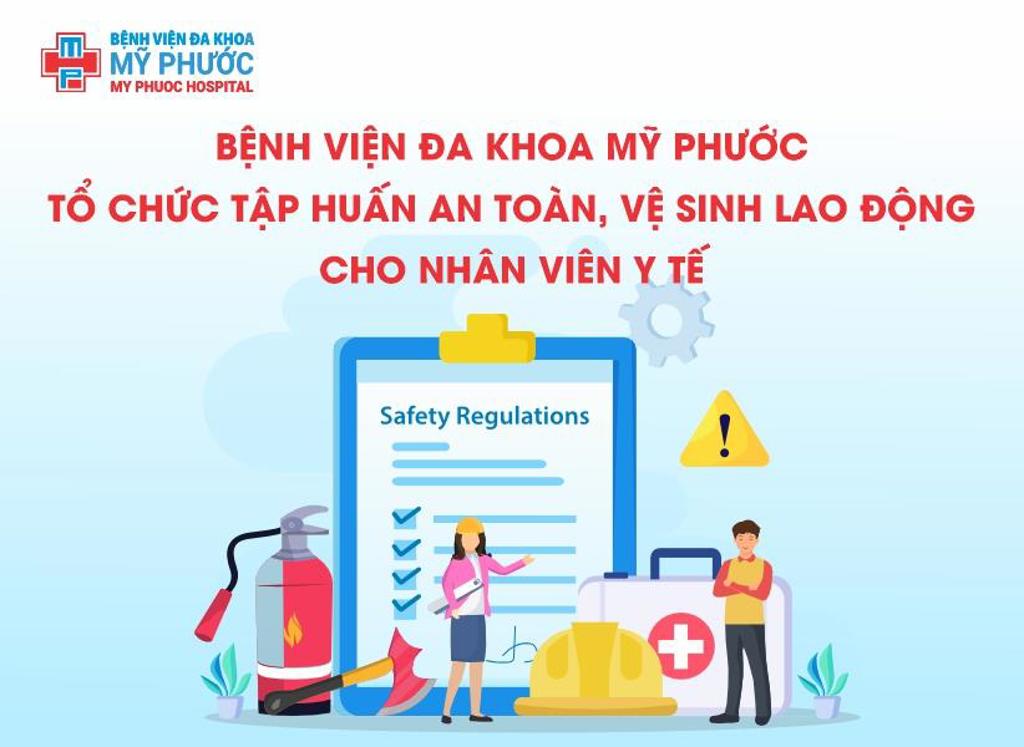 BỆNH VIỆN ĐA KHOA
MỸ PHƯỚC
MY PHUOC HOSPITAL
BỆNH VIỆN ĐA KHOA MỸ PHƯỚC
TỔ CHỨC TẬP HUẤN AN TOÀN, VỆ SINH LAO ĐỘNG
CHO NHÂN VIÊN Y TẾ
Safety Regulations